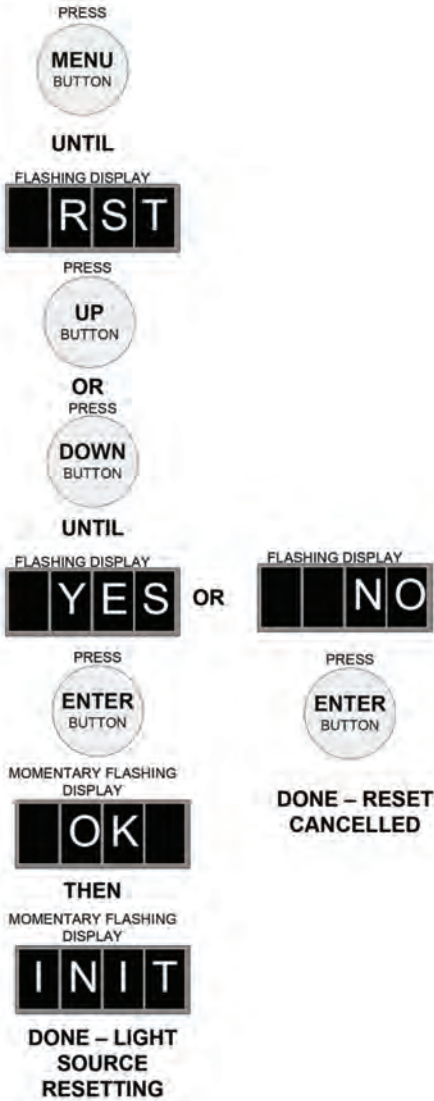 PRESS
MENU
BUTTON
UNTIL
FLASHING DISPLAY
RST
PRESS
UP
BUTTON
OR
PRESS
DOWN
BUTTON
UNTIL
FLASHING DISPLAY
YES
OR
FLASHING DISPLAY
NO
PRESS
ENTER
BUTTON
PRESS
ENTER
BUTTON
MOMENTARY FLASHING
DISPLAY
OK
DONE – RESET
CANCELLED
THEN
MOMENTARY FLASHING
DISPLAY
INIT
DONE – LIGHT
SOURCE
RESETTING